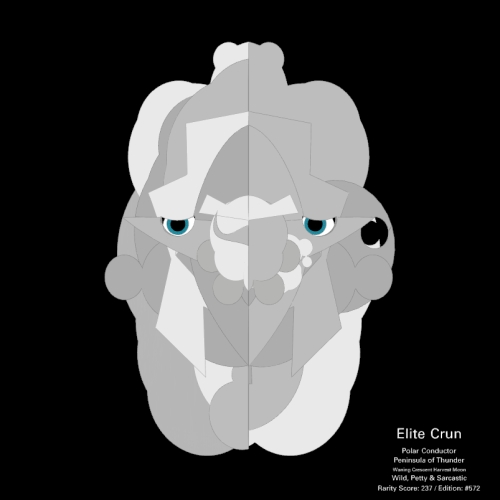 Elite Crun
Polar Conductor
Peninsula of Thunder
Waning Crescent Harvest Moon
Wild, Petty & Sarcastic
Rarity Score: 237 / Edition: #572